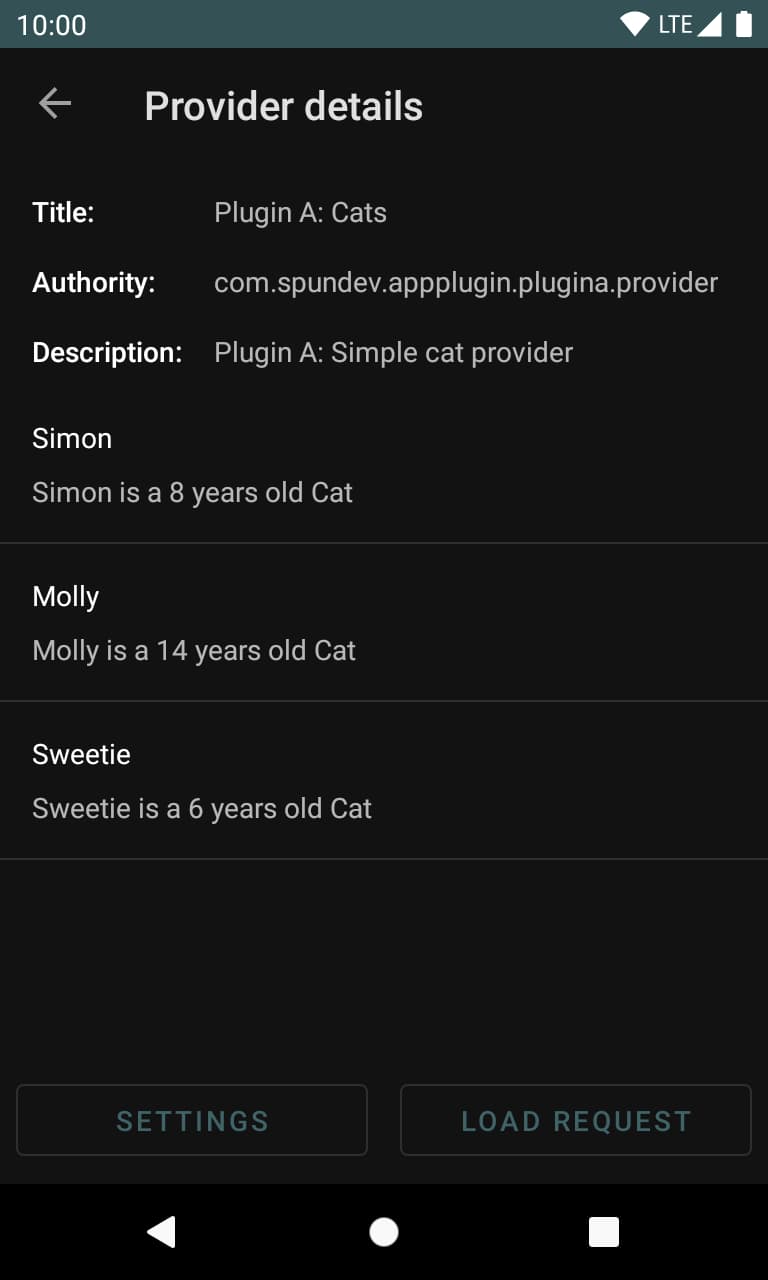 10:00 LTE
Provider details
Title: Plugin A: Cats
Authority: com.spundev.appplugin.plugina.provider
Description: Plugin A: Simple cat provider
Simon
Simon is a 8 years old Cat
Molly
Molly is a 14 years old Cat
Sweetie
Sweetie is a 6 years old Cat
SETTINGS LOAD REQUEST